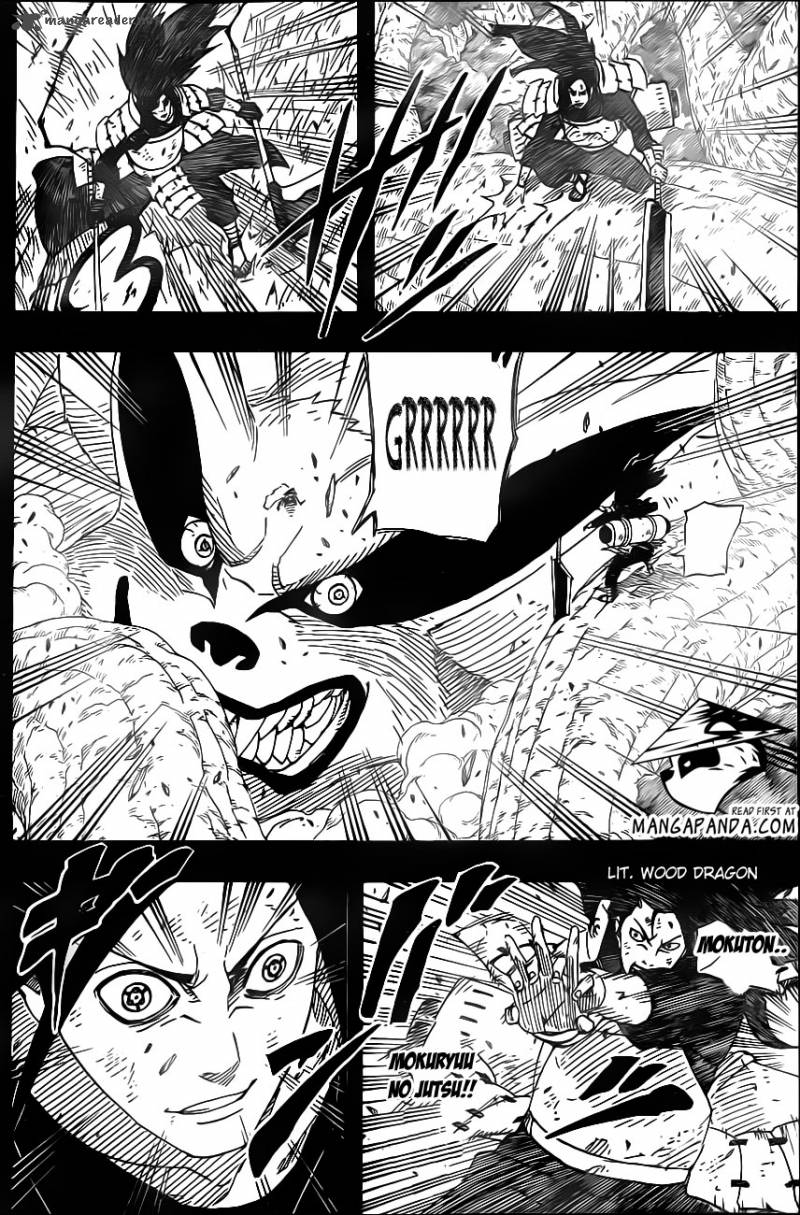 mangareader
GRRRRRR
READ FIRST AT
MANGAPANDA.COM
LIT. WOOD DRAGON
MOKUTON..
MOKURYUU
NO JUTSU!!